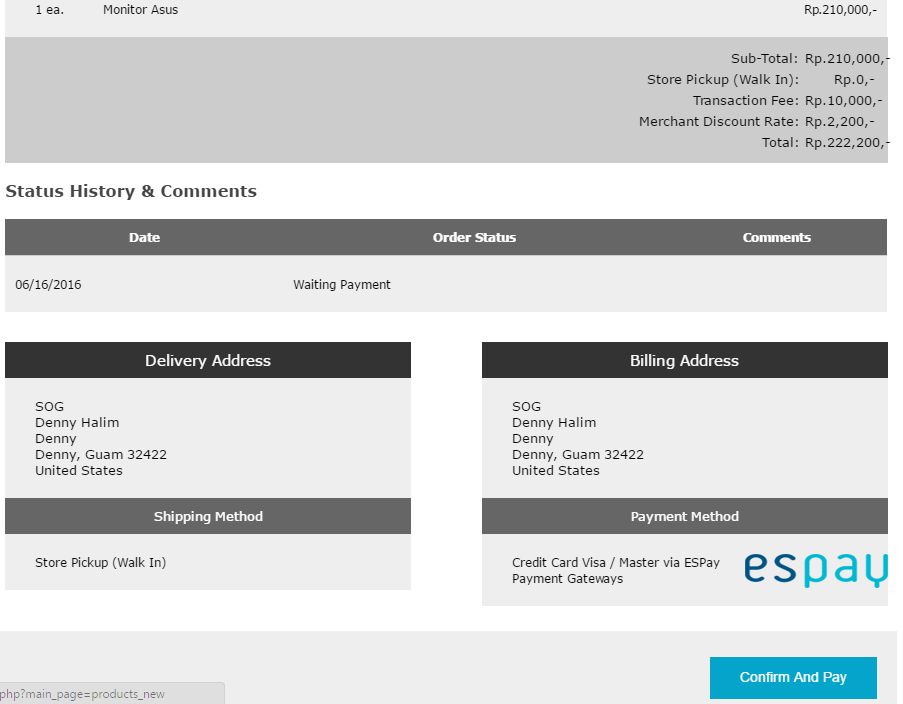 1 ea. Monitor Asus Rp.210,000,-
Sub-Total: Rp.210,000,-
Store Pickup (Walk In): Rp.0,-
Transaction Fee: Rp.10,000,-
Merchant Discount Rate: Rp.2,200,-
Total: Rp.222,200,-
Status History & Comments
Date Order Status Comments
06/16/2016 Waiting Payment
Delivery Address
SOG
Denny Halim
Denny
Denny, Guam 32422
United States
Shipping Method
Store Pickup (Walk In)
Billing Address
SOG
Denny Halim
Denny
Denny, Guam 32422
United States
Payment Method
Credit Card Visa / Master via ESPay
Payment Gateways
espay
Confirm And Pay
php?main_page=products_new